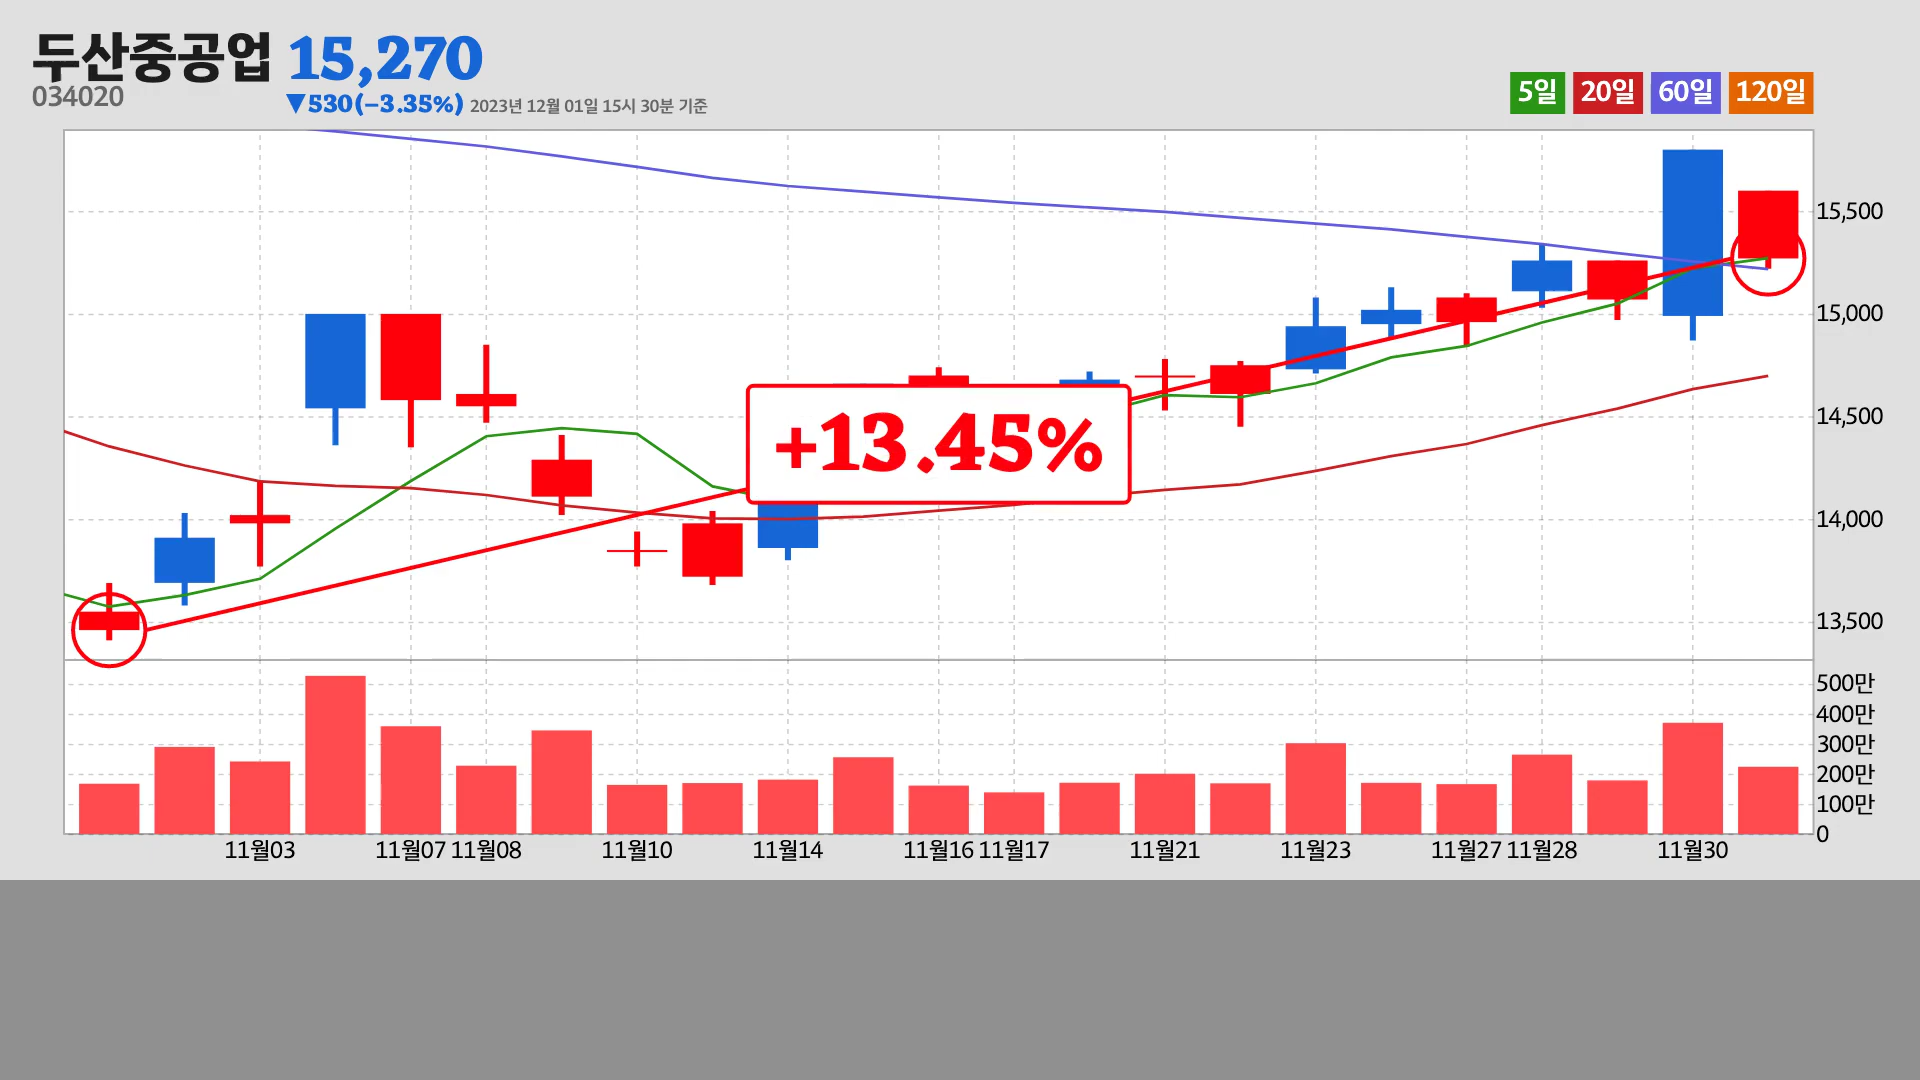 두산중공업 15,270
034020
▼530(−3.35%) 2023년 12월 01일 15시 30분 기준
5일 20일 60일 120일
15,500
15,000
14,500
+13.45%
14,000
13,500
500만
400만
300만
200만
100만
0
11월03 11월07 11월08 11월10 11월14 11월16 11월17 11월21 11월23 11월27 11월28 11월30